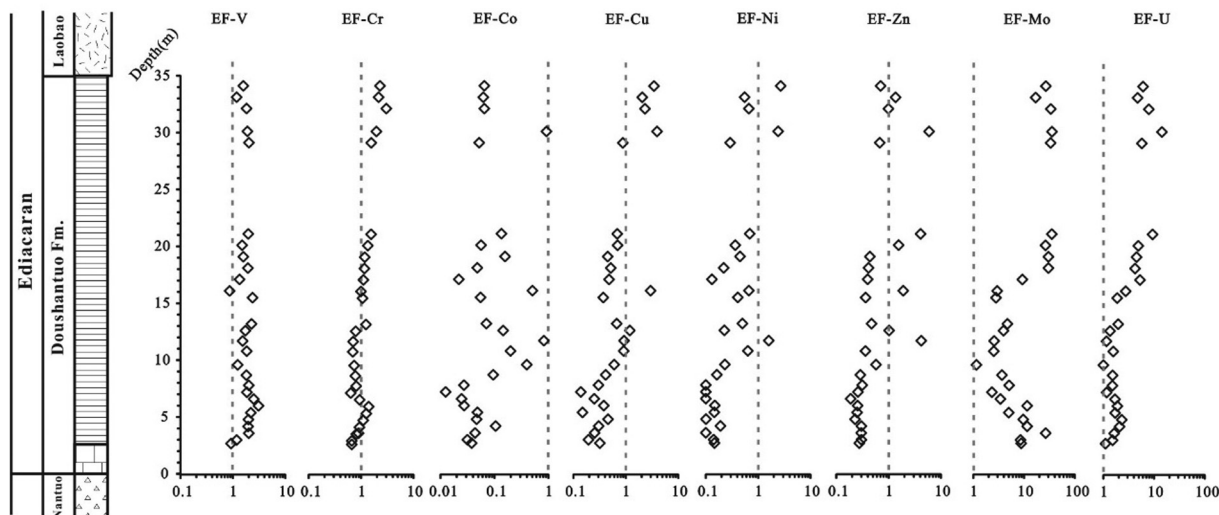 EF-V EF-Cr EF-Co EF-Cu EF-Ni EF-Zn EF-Mo EF-U
Laobao
Depth(m)
35
30
25
20
15
10
5
0
Ediacaran
Doushantuo Fm.
Nantuo
0.1 1 10 0.1 1 10 0.01 0.1 1 0.1 1 10 0.1 1 10 0.1 1 10 1 10 100 1 10 100